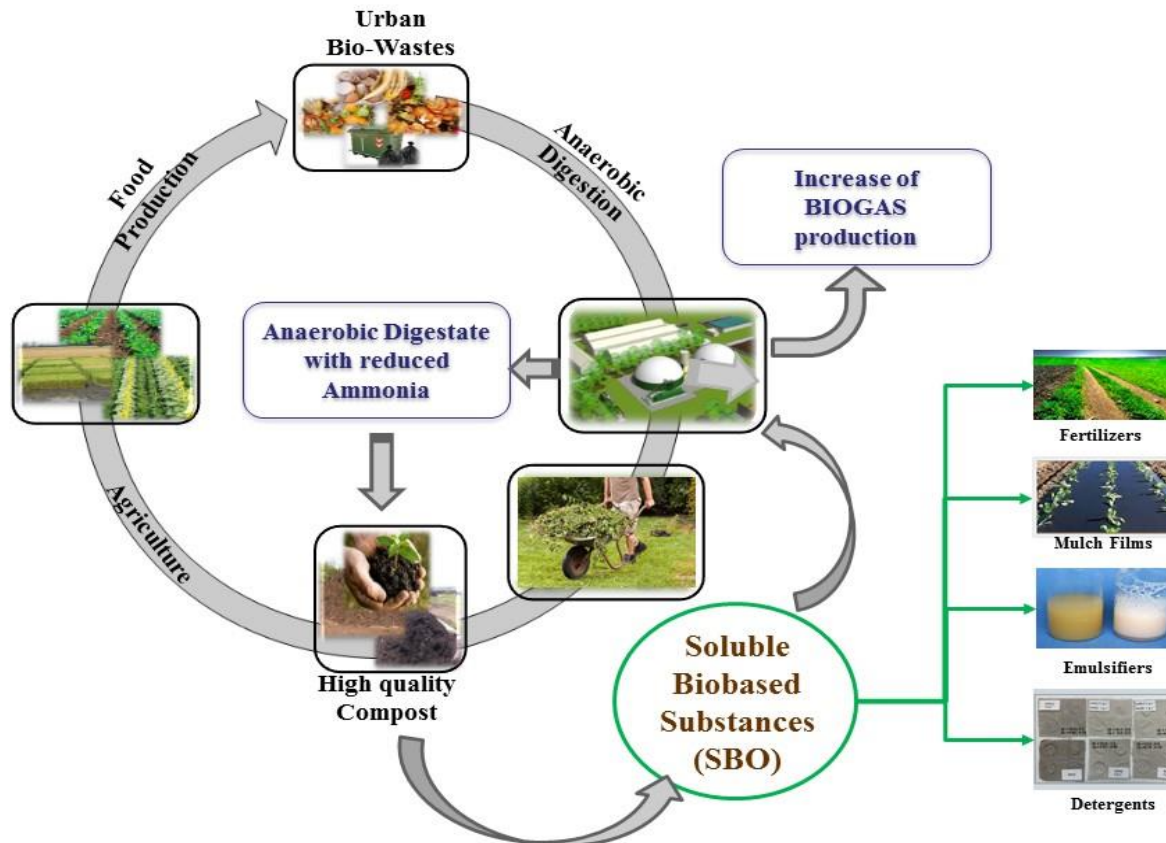 Urban
Bio-Wastes
Food
Production
Anaerobic
Digestion
Increase of
BIOGAS
production
Anaerobic Digestate
with reduced
Ammonia
Agriculture
High quality
Compost
Soluble
Biobased
Substances
(SBO)
Fertilizers
Mulch Films
Emulsifiers
Detergents